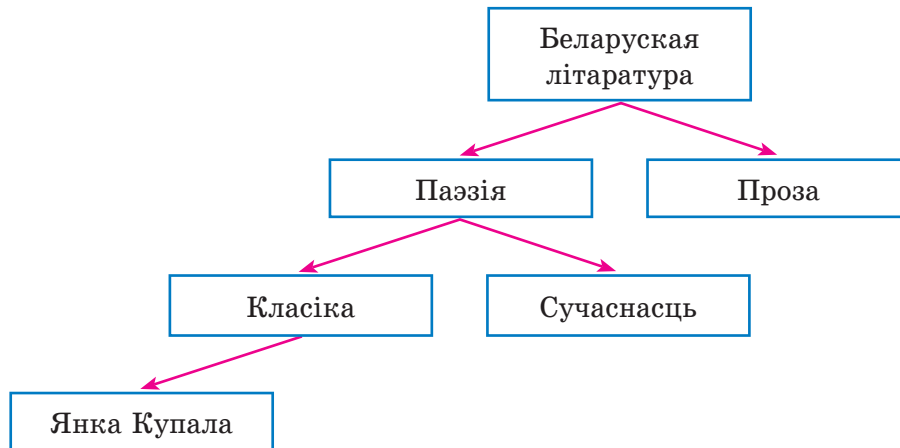 Беларуская
літаратура
Паэзія
Проза
Класіка
Сучаснасць
Янка Купала